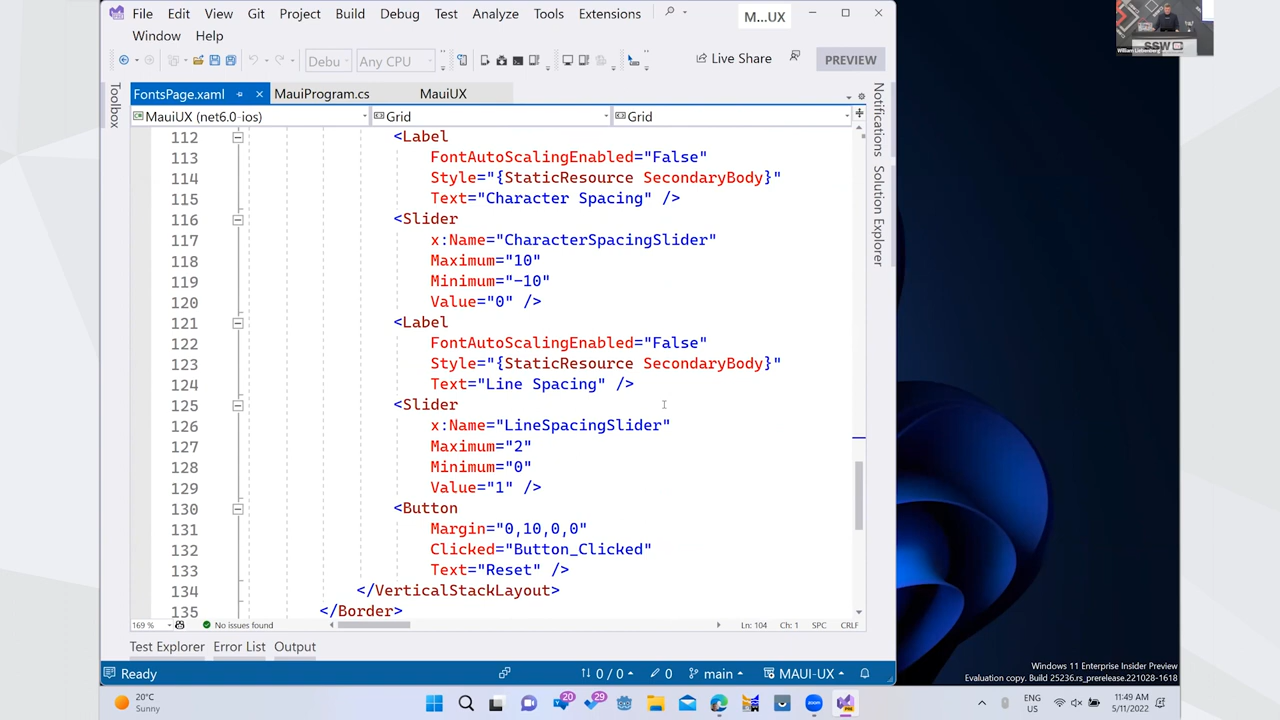 File Edit View Git Project Build Debug Test Analyze Tools Extensions M...UX
Window Help
Debu Any CPU Live Share PREVIEW
FontsPage.xaml MauiProgram.cs MauiUX
MauiUX (net6.0-ios) Grid Grid
Toolbox
Notifications
Solution Explorer
112 <Label
113 FontAutoScalingEnabled="False"
114 Style="{StaticResource SecondaryBody}"
115 Text="Character Spacing" />
116 <Slider
117 x:Name="CharacterSpacingSlider"
118 Maximum="10"
119 Minimum="-10"
120 Value="0" />
121 <Label
122 FontAutoScalingEnabled="False"
123 Style="{StaticResource SecondaryBody}"
124 Text="Line Spacing" />
125 <Slider
126 x:Name="LineSpacingSlider"
127 Maximum="2"
128 Minimum="0"
129 Value="1" />
130 <Button
131 Margin="0,10,0,0"
132 Clicked="Button_Clicked"
133 Text="Reset" />
134 </VerticalStackLayout>
135 </Border>
169 % No issues found Ln: 104 Ch: 1 SPC CRLF
Test Explorer Error List Output
Ready 0 / 0 0 main MAUI-UX
SSW
William Liebenberg
Windows 11 Enterprise Insider Preview
Evaluation copy. Build 25236.rs_prerelease.221028-1618
20°C
Sunny
20
29
ENG
US
11:49 AM
5/11/2022